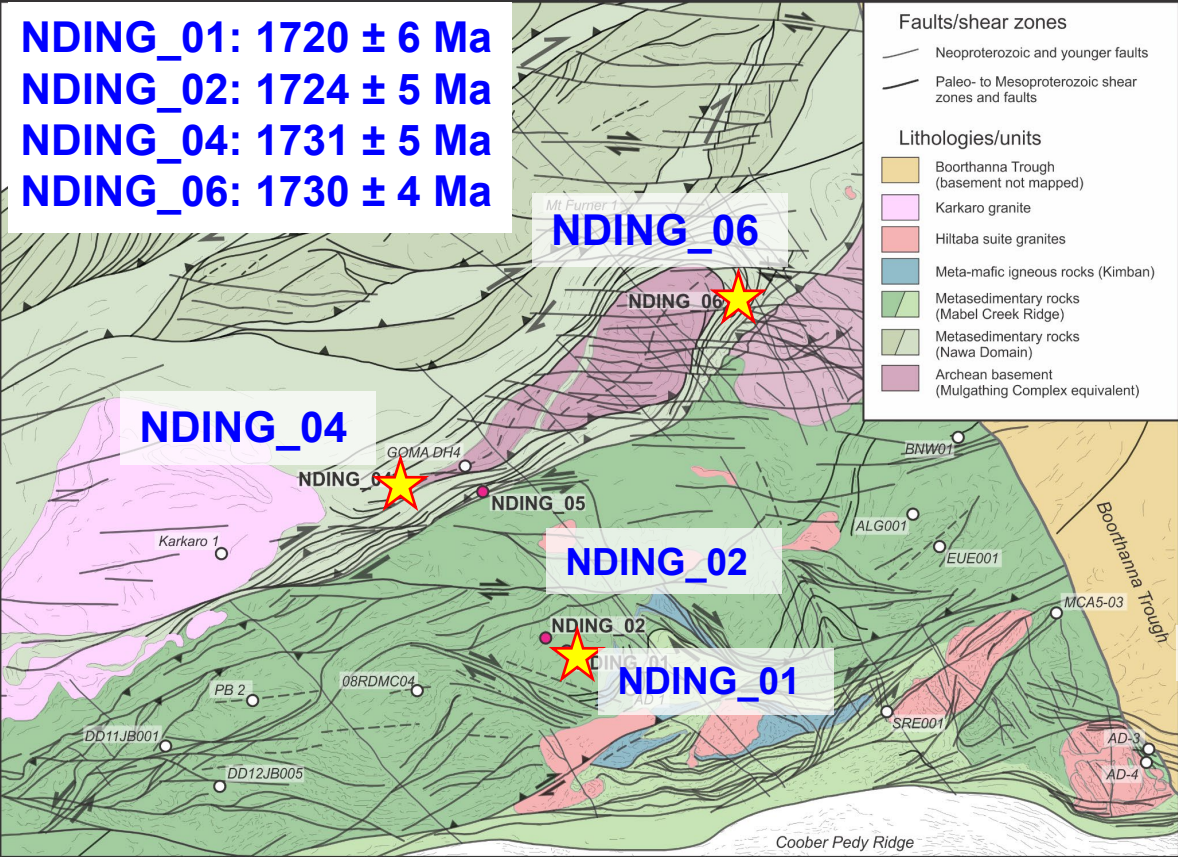 NDING_01: 1720 ± 6 Ma
NDING_02: 1724 ± 5 Ma
NDING_04: 1731 ± 5 Ma
NDING_06: 1730 ± 4 Ma
Faults/shear zones
Neoproterozoic and younger faults
Paleo- to Mesoproterozoic shear
zones and faults
Lithologies/units
Boorthanna Trough
(basement not mapped)
Karkaro granite
Hiltaba suite granites
Meta-mafic igneous rocks (Kimban)
Metasedimentary rocks
(Mabel Creek Ridge)
Metasedimentary rocks
(Nawa Domain)
Archean basement
(Mulgathing Complex equivalent)
Mt Furner 1
NDING_06
NDING_06
NDING_04
GOMA DH4
NDING_04
NDING_05
BNW01
ALG001
EUE001
Karkaro 1
NDING_02
NDING_02
DING_01
NDING_01
AD 1
MCA5-03
Boorthanna Trough
PB 2
08RDMC04
SRE001
DD11JB001
DD12JB005
AD-3
AD-4
Coober Pedy Ridge